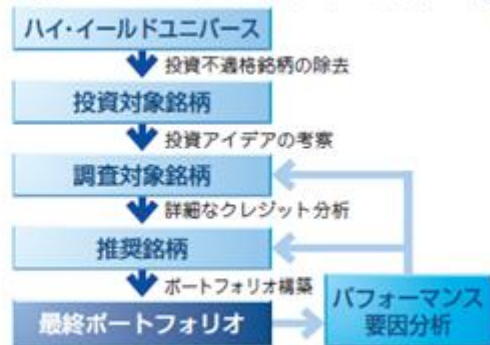 ハイ・イールドユニバース
投資不適格銘柄の除去
投資対象銘柄
投資アイデアの考察
調査対象銘柄
詳細なクレジット分析
推奨銘柄
ポートフォリオ構築
最終ポートフォリオ
パフォーマンス
要因分析